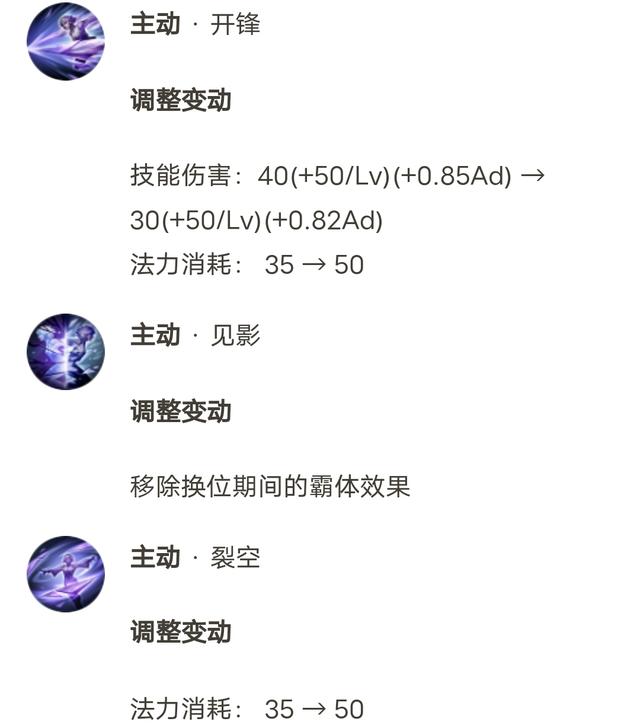 主动 · 开锋
调整变动
技能伤害：40(+50/Lv)(+0.85Ad) →
30(+50/Lv)(+0.82Ad)
法力消耗： 35 → 50
主动 · 见影
调整变动
移除换位期间的霸体效果
主动 · 裂空
调整变动
法力消耗： 35 → 50